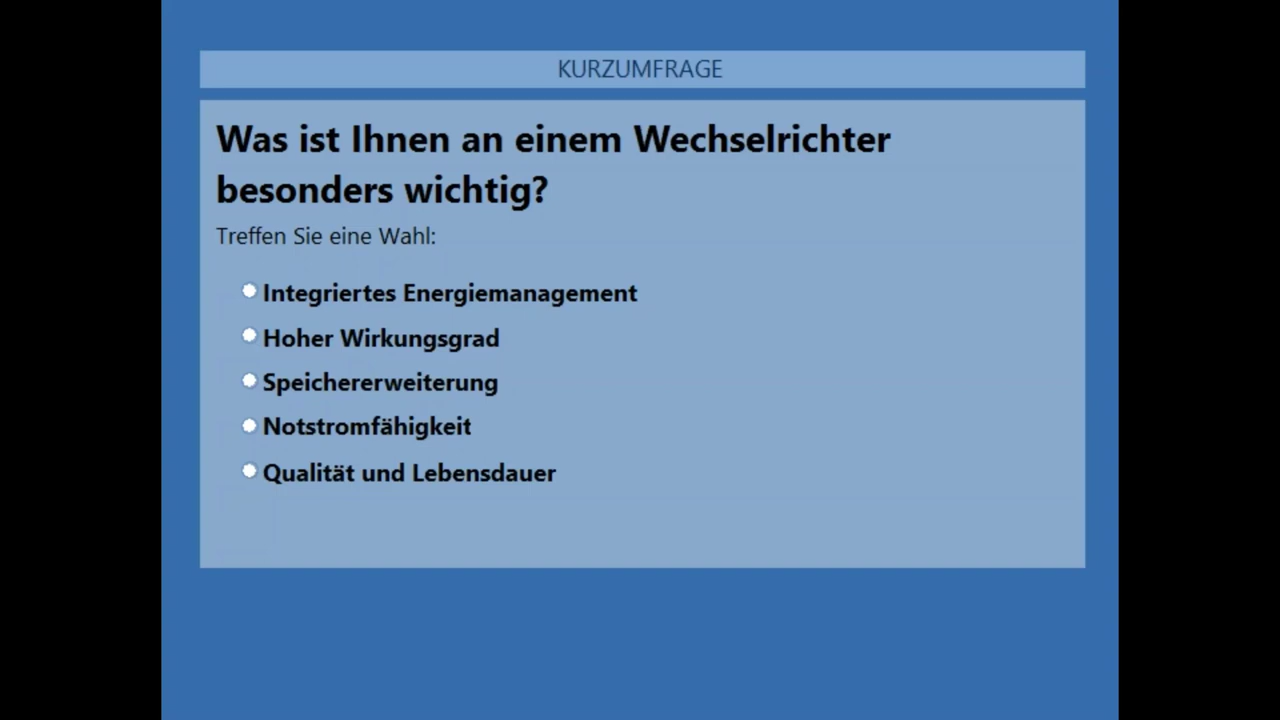 KURZUMFRAGE
Was ist Ihnen an einem Wechselrichter
besonders wichtig?
Treffen Sie eine Wahl:
Integriertes Energiemanagement
Hoher Wirkungsgrad
Speichererweiterung
Notstromfähigkeit
Qualität und Lebensdauer